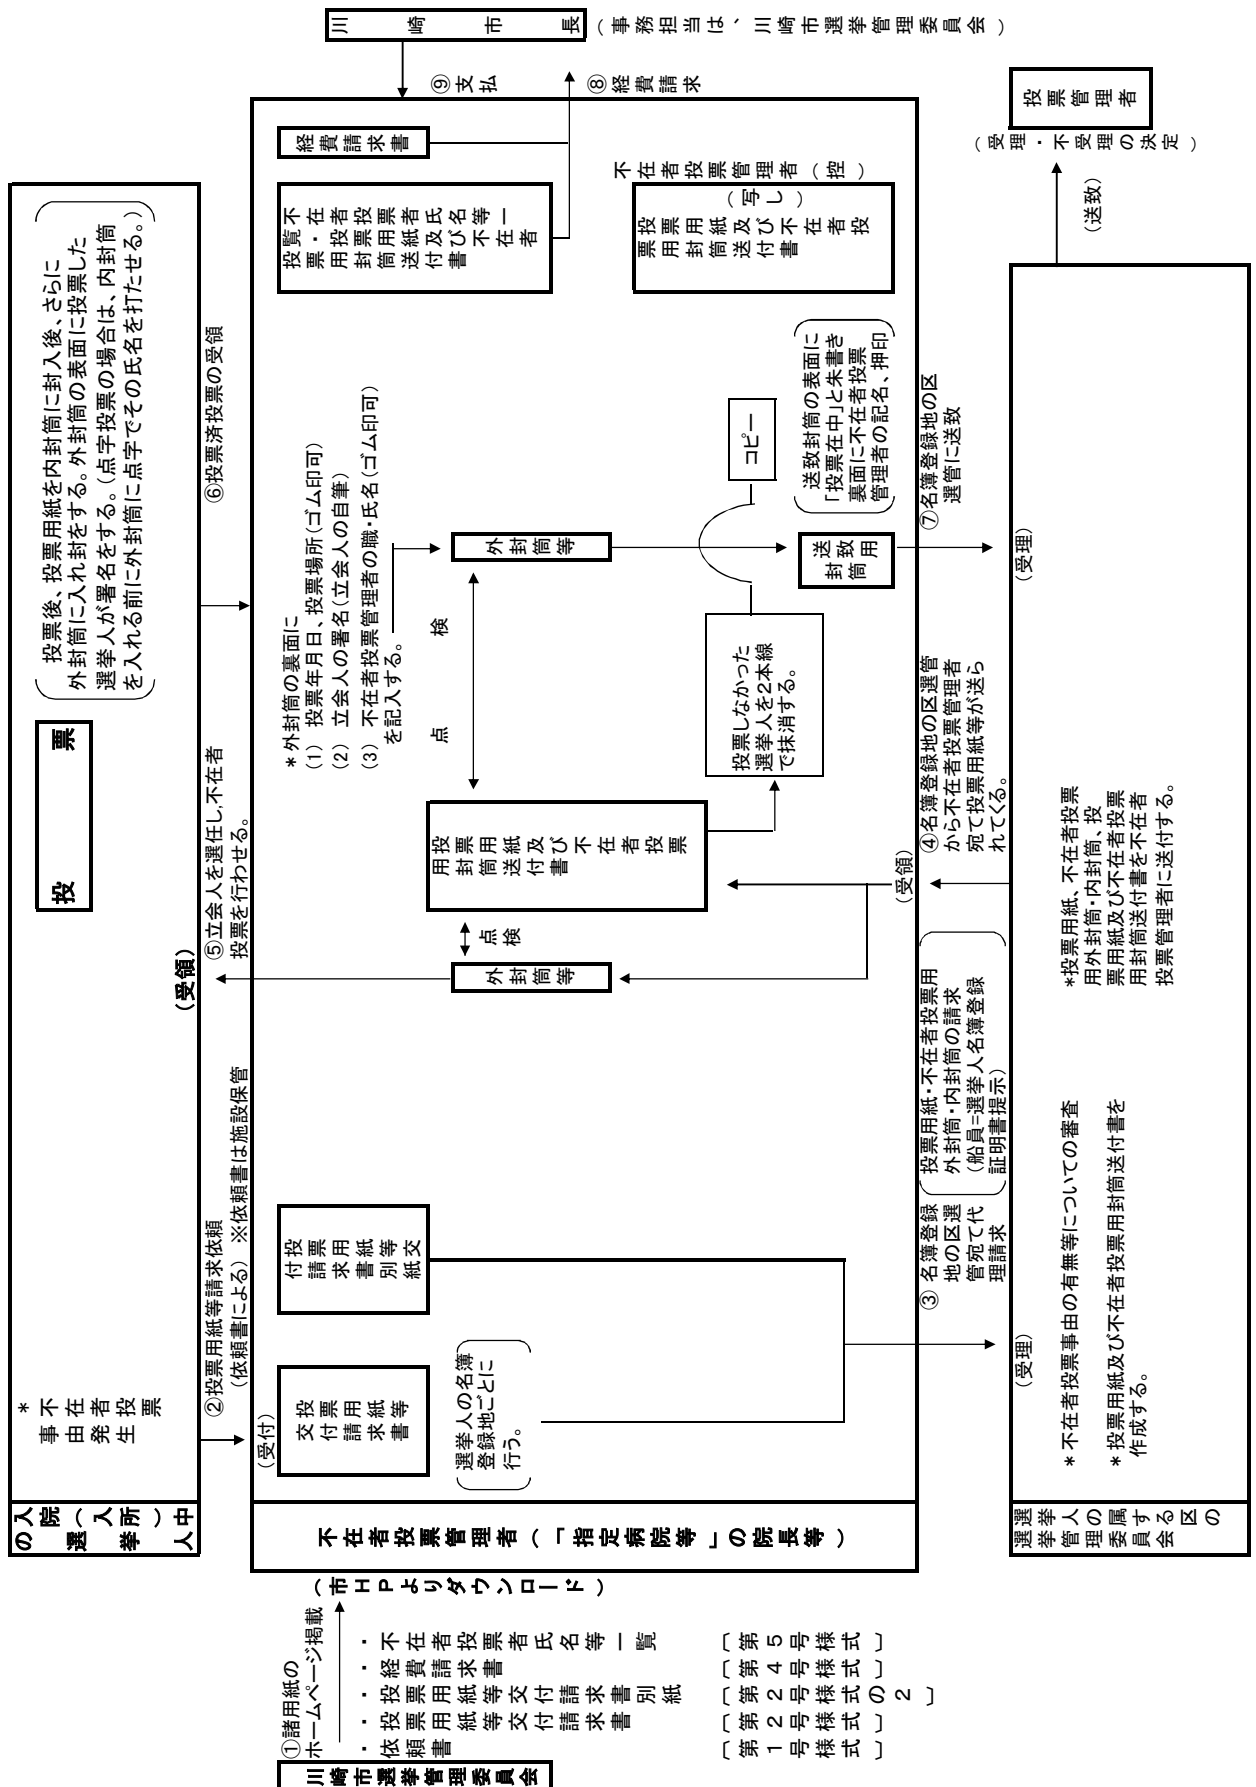 川崎市選挙管理委員会
①諸用紙の
ホームページ掲載
・依頼書〔第1号様式〕
・投票用紙等交付請求書〔第2号様式〕
・投票用紙等交付請求書別紙〔第2号様式の2〕
・経費請求書〔第4号様式〕
・不在者投票者氏名等一覧〔第5号様式〕
(市HPよりダウンロード)
入院(入所)中
の選挙人
*不在者投票
事由発生
(受領)
投票
投票後、投票用紙を内封筒に封入後、さらに
外封筒に入れ封をする。外封筒の表面に投票した
選挙人が署名をする。(点字投票の場合は、内封筒
を入れる前に外封筒に点字でその氏名を打たせる。)
②投票用紙等請求依頼
(依頼書による) ※依頼書は施設保管
⑤立会人を選任し、不在者
投票を行わせる。
⑥投票済投票の受領
不在者投票管理者(「指定病院等」の院長等)
(受付)
投票用紙等
交付請求書
投票用紙等交
付請求書別紙
選挙人の名簿
登録地ごとに
行う。
外封筒等
点検
投票用紙及び不在者投票
用封筒送付書
点検
*外封筒の裏面に
(1) 投票年月日、投票場所(ゴム印可)
(2) 立会人の署名(立会人の自筆)
(3) 不在者投票管理者の職・氏名(ゴム印可)
を記入する。
外封筒等
投票しなかった
選挙人を2本線
で抹消する。
コピー
送致用
封筒
送致封筒の表面に
「投票在中」と朱書き
裏面に不在者投票
管理者の記名、押印
経費請求書
不在者投票者氏名等一
覧・投票用紙及び不在者
投票用封筒送付書
不在者投票管理者(控)
(写し)
投票用紙及び不在者投
票用封筒送付書
⑨支払
⑧経費請求
川崎市長
(事務担当は、川崎市選挙管理委員会)
③名簿登録
地の区選
管宛て代
理請求
投票用紙・不在者投票用
外封筒・内封筒の請求
(船員=選挙人名簿登録
証明書提示)
(受領)
④名簿登録地の区選管
から不在者投票管理者
宛て投票用紙等が送ら
れてくる。
⑦名簿登録地の区
選管に送致
選挙人の属する区の
選挙管理委員会
(受理)
*不在者投票事由の有無等についての審査
*投票用紙及び不在者投票用封筒送付書を
作成する。
*投票用紙、不在者投票
用外封筒・内封筒、投
票用紙及び不在者投票
用封筒送付書を不在者
投票管理者に送付する。
(受理)
(送致)
投票管理者
(受理・不受理の決定)